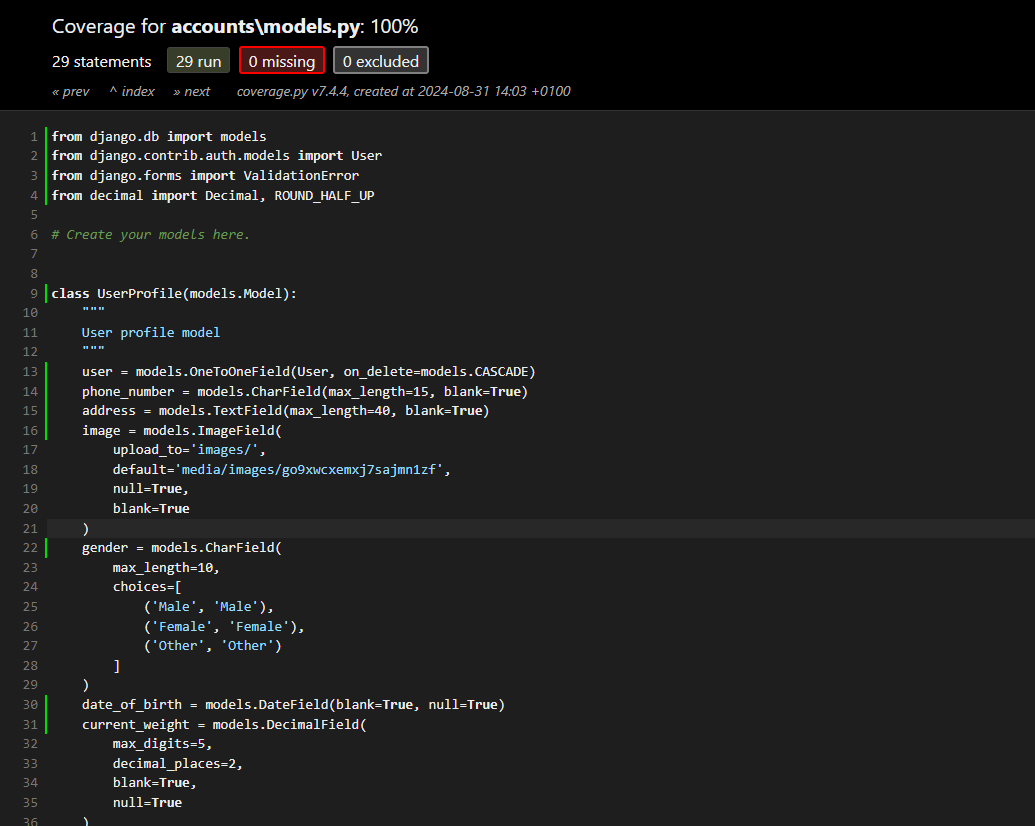 Coverage for accounts\models.py: 100%
29 statements 29 run 0 missing 0 excluded
« prev ^ index » next coverage.py v7.4.4, created at 2024-08-31 14:03 +0100
1 from django.db import models
2 from django.contrib.auth.models import User
3 from django.forms import ValidationError
4 from decimal import Decimal, ROUND_HALF_UP
5
6 # Create your models here.
7
8
9 class UserProfile(models.Model):
10 """
11 User profile model
12 """
13 user = models.OneToOneField(User, on_delete=models.CASCADE)
14 phone_number = models.CharField(max_length=15, blank=True)
15 address = models.TextField(max_length=40, blank=True)
16 image = models.ImageField(
17 upload_to='images/',
18 default='media/images/go9xwcxemxj7sajmn1zf',
19 null=True,
20 blank=True
21 )
22 gender = models.CharField(
23 max_length=10,
24 choices=[
25 ('Male', 'Male'),
26 ('Female', 'Female'),
27 ('Other', 'Other')
28 ]
29 )
30 date_of_birth = models.DateField(blank=True, null=True)
31 current_weight = models.DecimalField(
32 max_digits=5,
33 decimal_places=2,
34 blank=True,
35 null=True
36 )